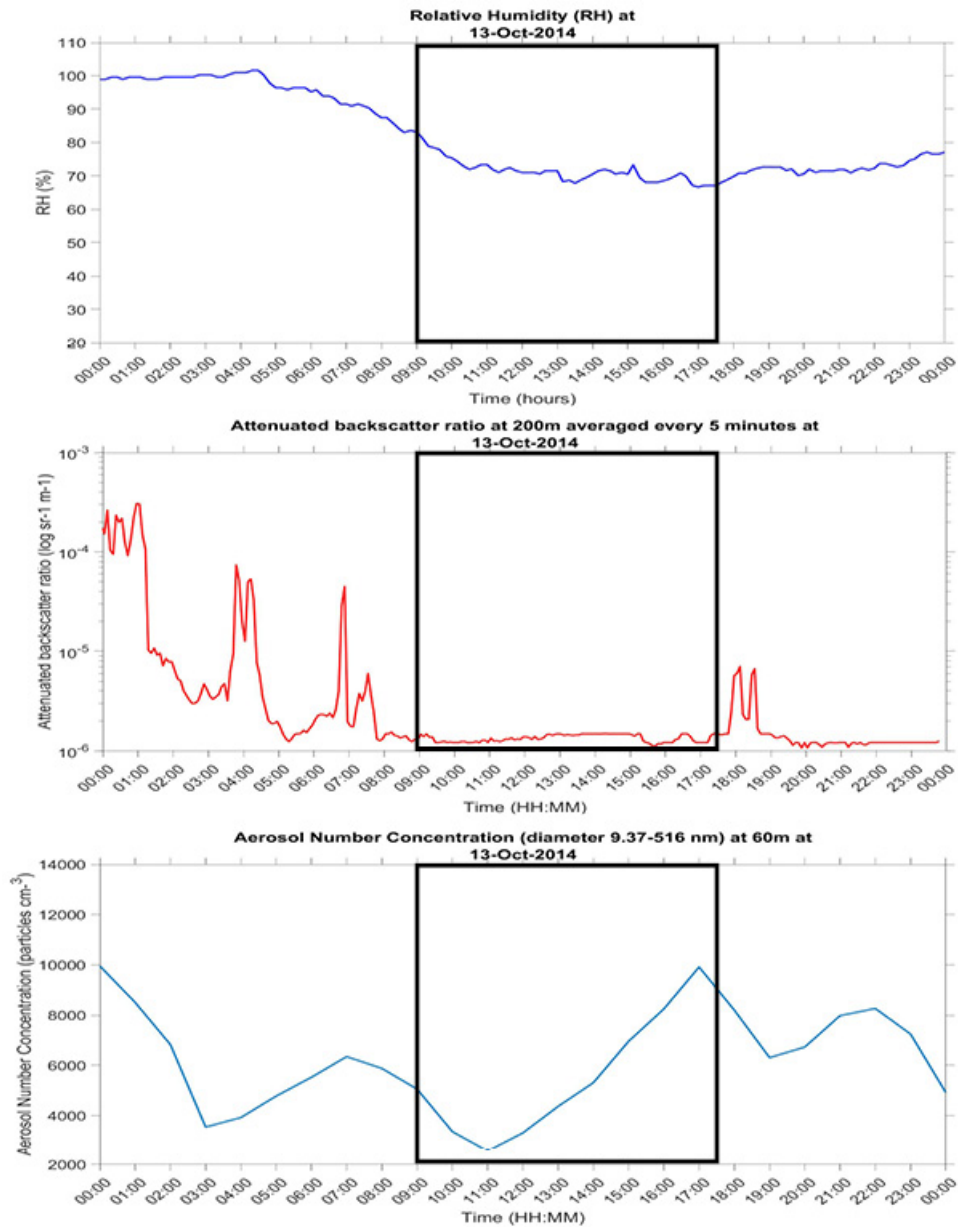 Relative Humidity (RH) at
13-Oct-2014
110
100
90
80
70
60
50
40
30
20
RH (%)
00:00 01:00 02:00 03:00 04:00 05:00 06:00 07:00 08:00 09:00 10:00 11:00 12:00 13:00 14:00 15:00 16:00 17:00 18:00 19:00 20:00 21:00 22:00 23:00 00:00
Time (hours)
Attenuated backscatter ratio at 200m averaged every 5 minutes at
13-Oct-2014
10-3
10-4
10-5
10-6
Attenuated backscatter ratio (log sr-1 m-1)
00:00 01:00 02:00 03:00 04:00 05:00 06:00 07:00 08:00 09:00 10:00 11:00 12:00 13:00 14:00 15:00 16:00 17:00 18:00 19:00 20:00 21:00 22:00 23:00 00:00
Time (HH:MM)
Aerosol Number Concentration (diameter 9.37-516 nm) at 60m at
13-Oct-2014
14000
12000
10000
8000
6000
4000
2000
Aerosol Number Concentration (particles cm-3)
00:00 01:00 02:00 03:00 04:00 05:00 06:00 07:00 08:00 09:00 10:00 11:00 12:00 13:00 14:00 15:00 16:00 17:00 18:00 19:00 20:00 21:00 22:00 23:00 00:00
Time (HH:MM)